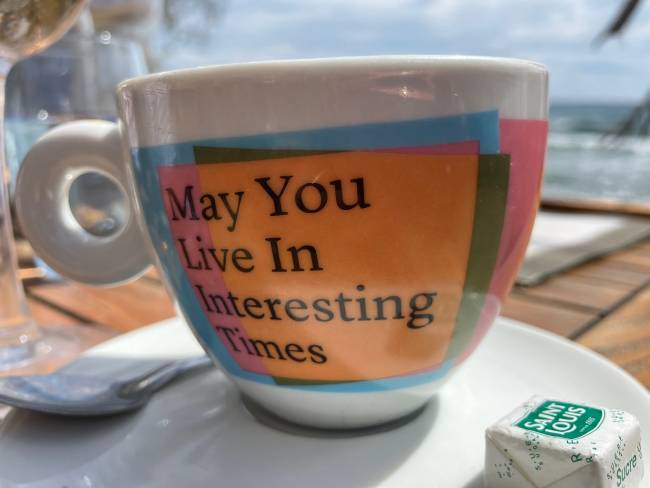 May You
Live In
Interesting
Times
SAINT
LOUIS
Sucre